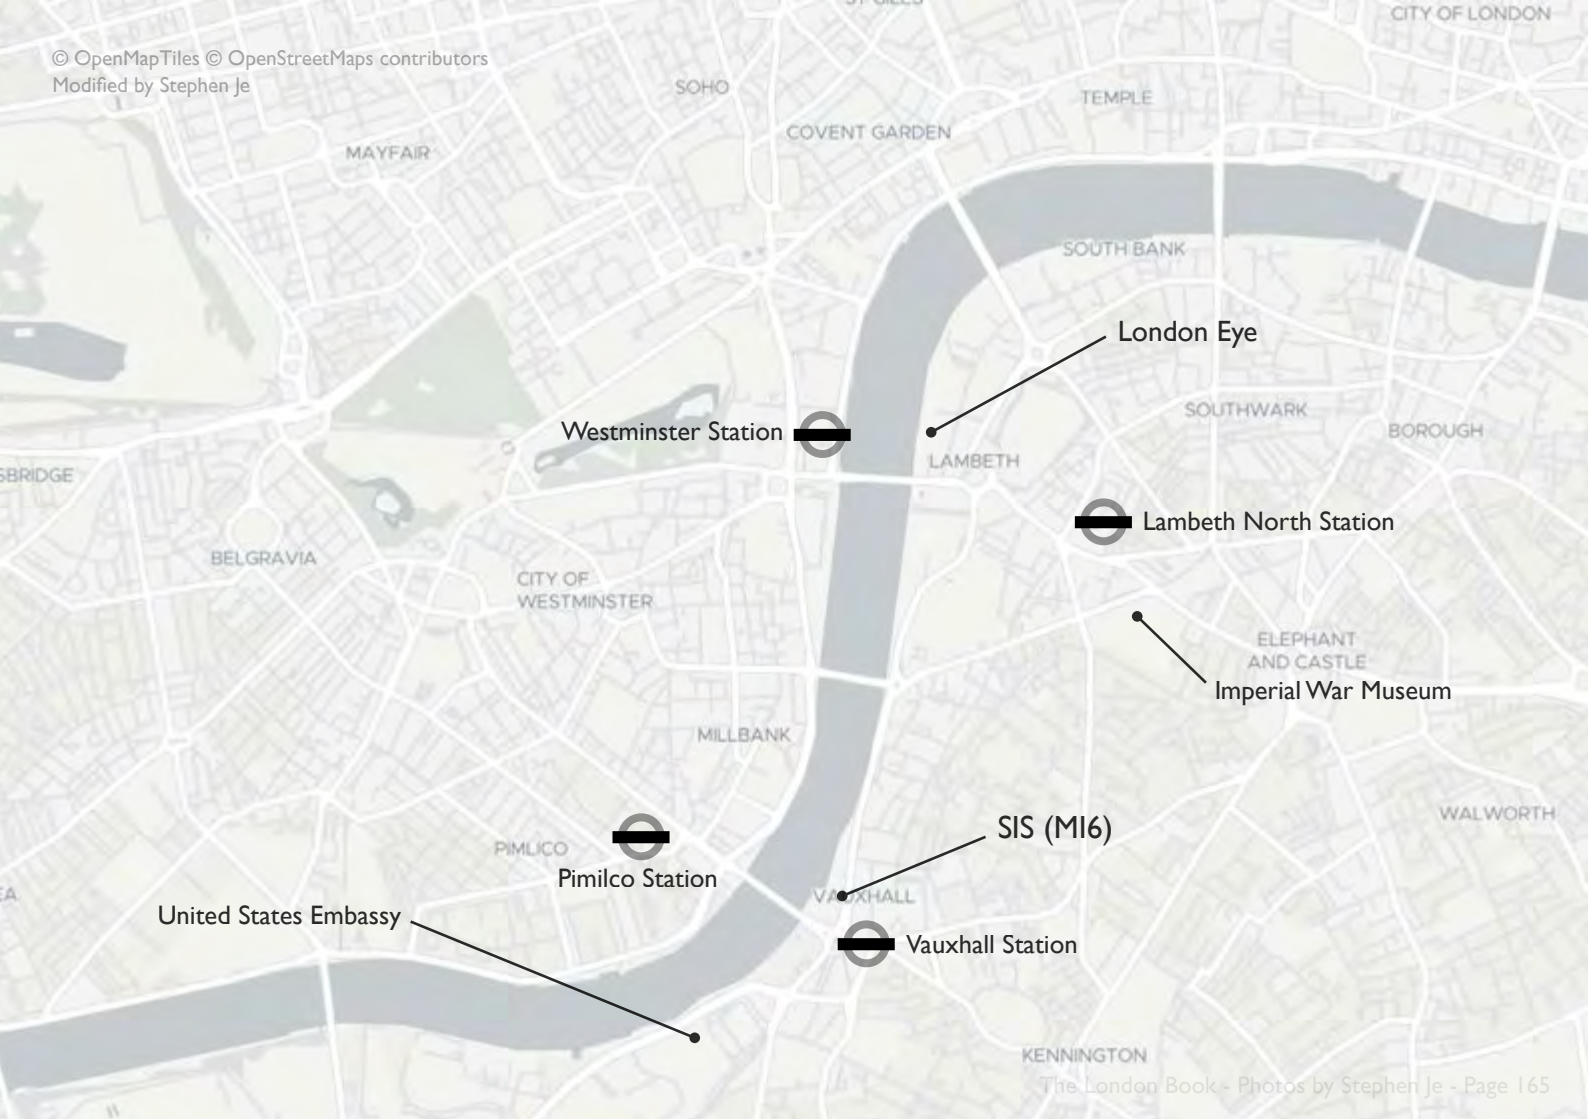 ST GILES
CITY OF LONDON
© OpenMapTiles © OpenStreetMaps contributors
Modified by Stephen Je
SOHO
TEMPLE
COVENT GARDEN
MAYFAIR
SOUTH BANK
London Eye
SOUTHWARK
BOROUGH
Westminster Station
LAMBETH
SBRIDGE
Lambeth North Station
BELGRAVIA
CITY OF
WESTMINSTER
ELEPHANT
AND CASTLE
Imperial War Museum
MILLBANK
WALWORTH
SIS (MI6)
PIMLICO
Pimilco Station
EA
VAUXHALL
United States Embassy
Vauxhall Station
KENNINGTON
The London Book - Photos by Stephen Je - Page 165